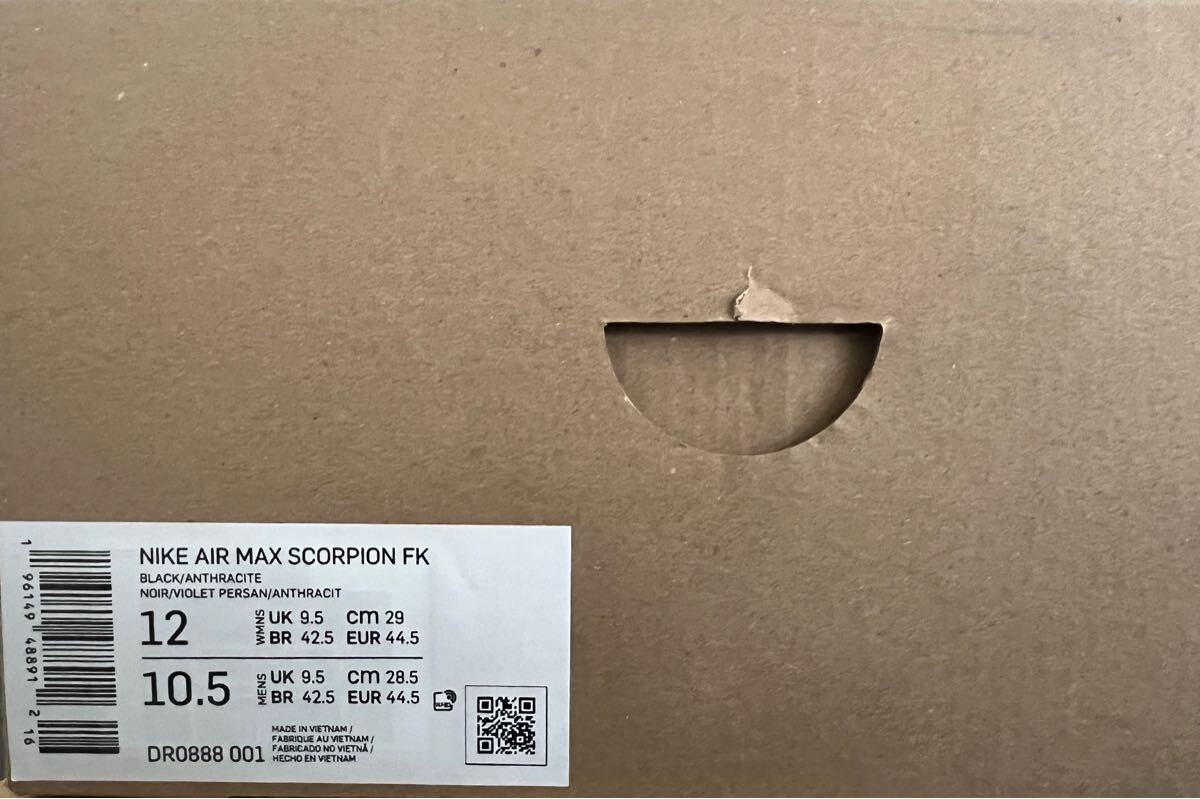 NIKE AIR MAX SCORPION FK
BLACK/ANTHRACITE
NOIR/VIOLET PERSAN/ANTHRACIT
12 WMNS UK 9.5 cm 29
BR 42.5 EUR 44.5
10.5 MENS UK 9.5 cm 28.5
BR 42.5 EUR 44.5
DR0888 001
MADE IN VIETNAM /
FABRIQUE AU VIETNAM /
FABRICADO NO VIETNÃ /
HECHO EN VIETNAM
1 96149 48891 2 16